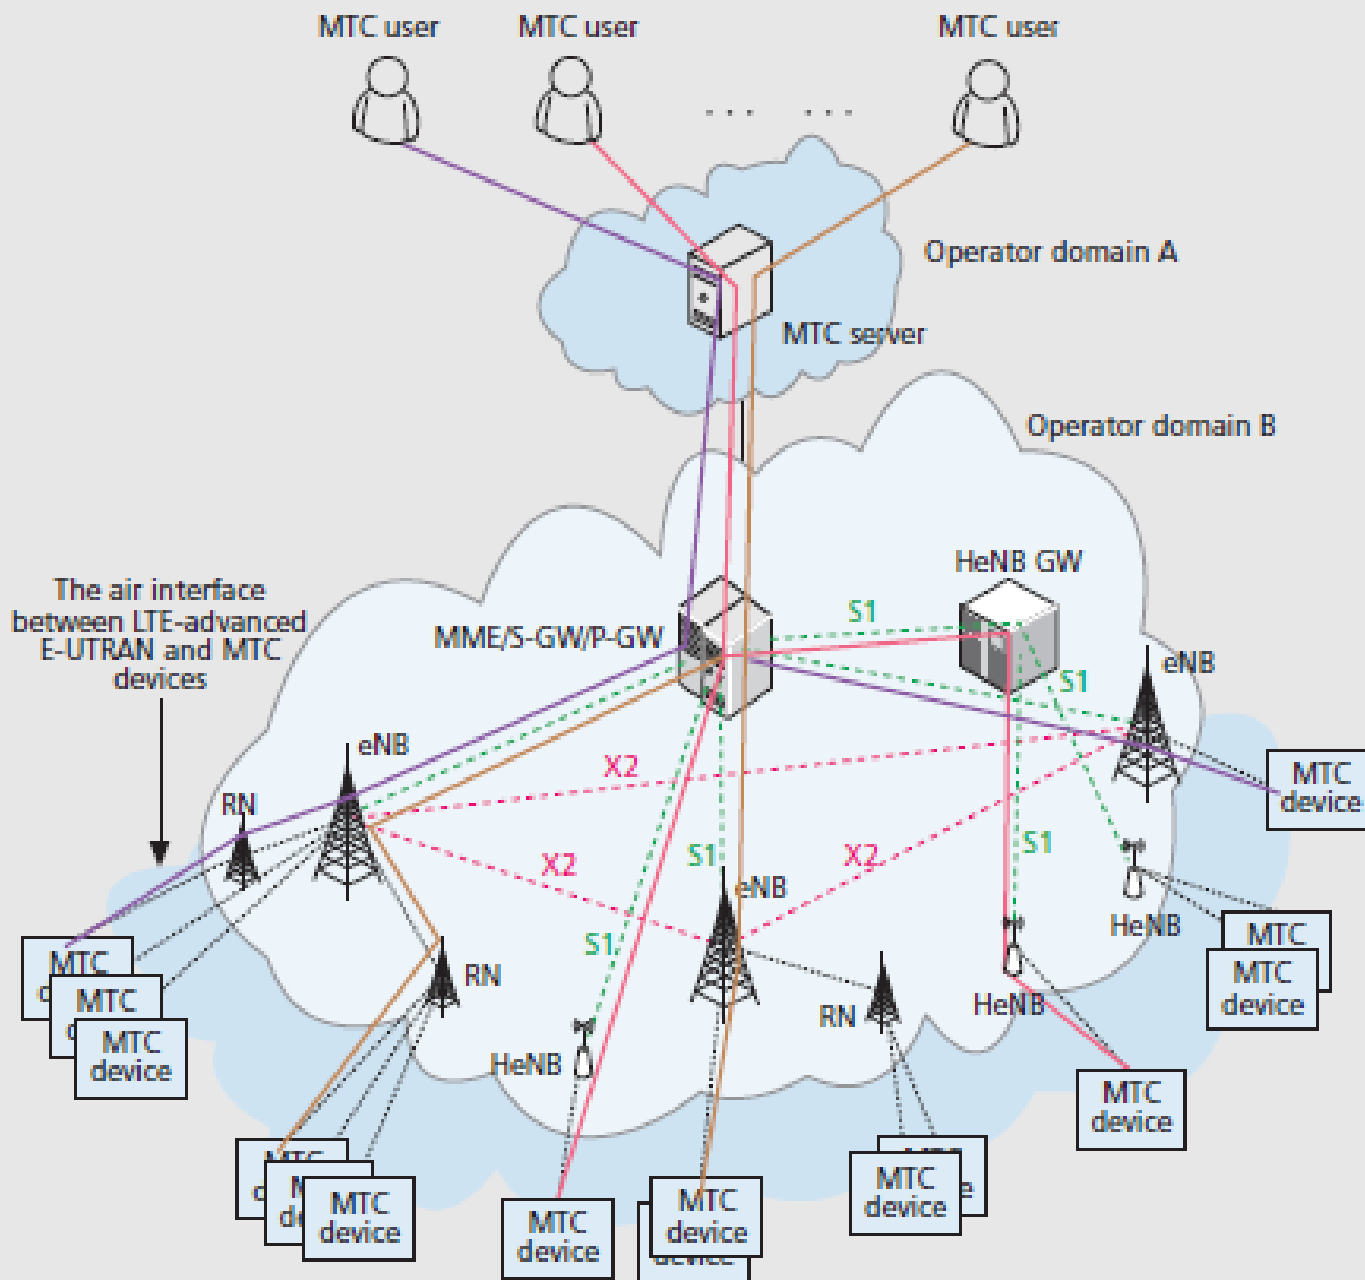 MTC user
MTC user
MTC user
... ...
Operator domain A
MTC server
Operator domain B
HeNB GW
The air interface
between LTE-advanced
E-UTRAN and MTC
devices
MME/S-GW/P-GW
S1
S1
eNB
eNB
X2
MTC
device
RN
S1
X2
X2
S1
eNB
HeNB
S1
MTC
MTC
device
MTC
MTC
MTC
device
RN
HeNB
RN
HeNB
MTC
device
MTC
MTC
device
MTC
device
MTC
device
device
MTC
device